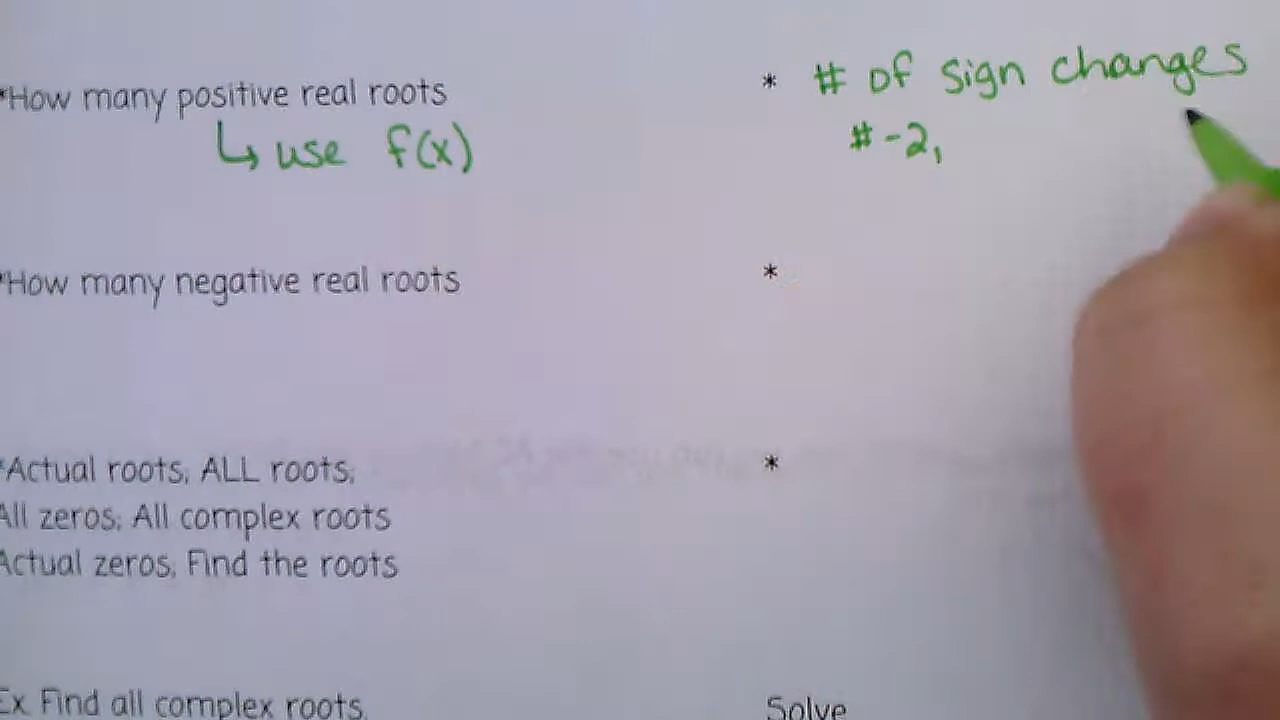 *How many positive real roots
↳ use f(x)
* # of sign changes
# -2,
*How many negative real roots
*
*Actual roots; ALL roots;
All zeros; All complex roots
Actual zeros; Find the roots
*
Ex. Find all complex roots.
Solve